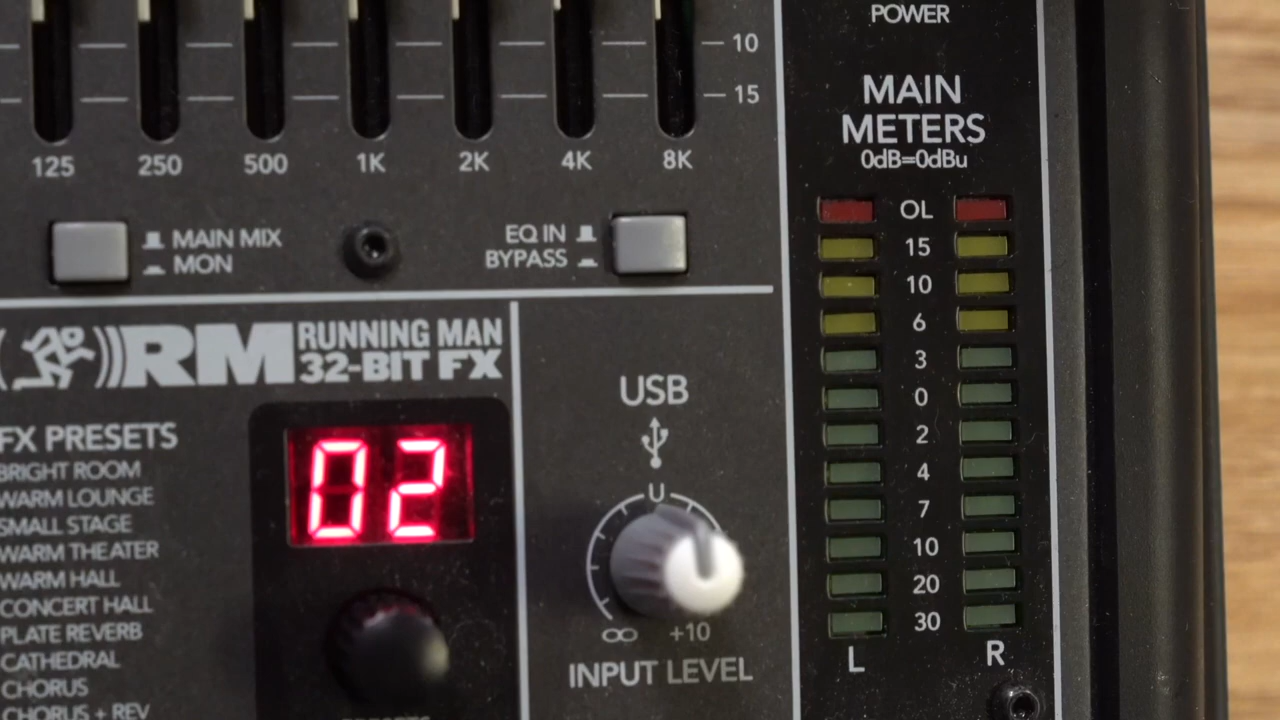 10
15
125 250 500 1K 2K 4K 8K
MAIN MIX
MON
EQ IN
BYPASS
RM RUNNING MAN
32-BIT FX
FX PRESETS
BRIGHT ROOM
WARM LOUNGE
SMALL STAGE
WARM THEATER
WARM HALL
CONCERT HALL
PLATE REVERB
CATHEDRAL
CHORUS
CHORUS + REV
02
PRESETS
USB
U
∞ +10
INPUT LEVEL
POWER
MAIN
METERS
0dB=0dBu
OL
15
10
6
3
0
2
4
7
10
20
30
L R